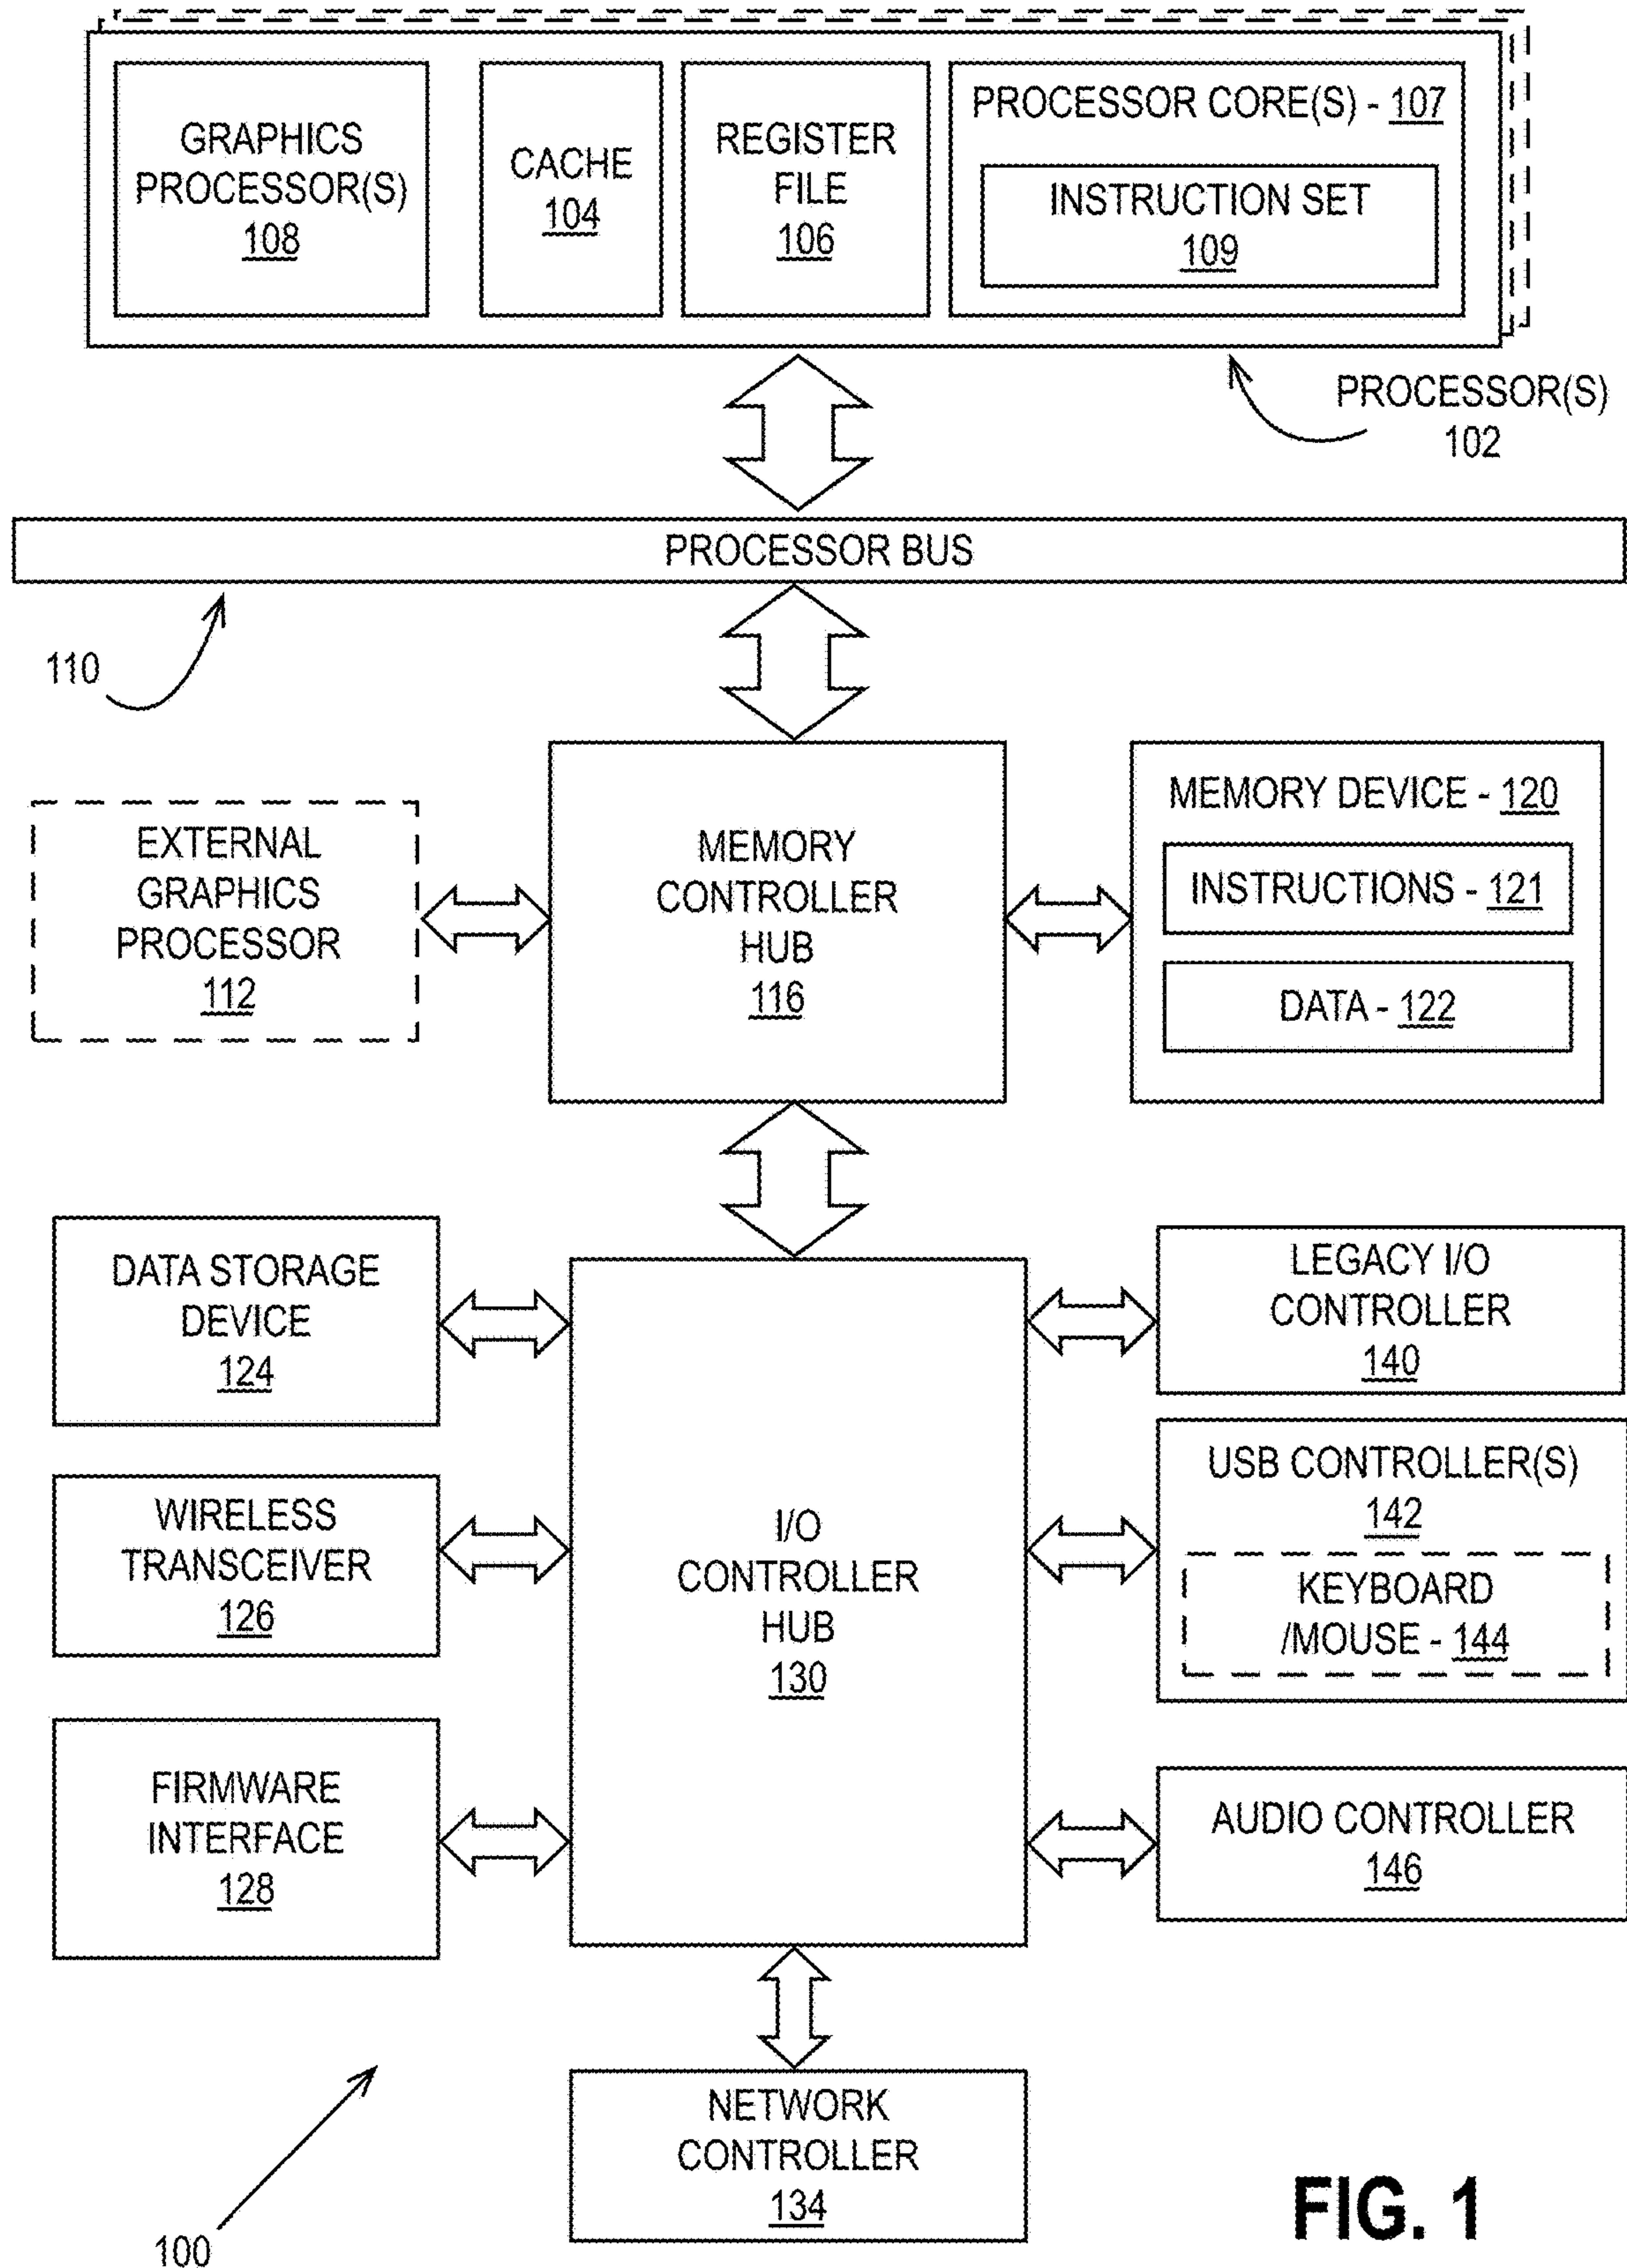 GRAPHICS
PROCESSOR(S)
108
CACHE
104
REGISTER
FILE
106
PROCESSOR CORE(S) - 107
INSTRUCTION SET
109
PROCESSOR(S)
102
PROCESSOR BUS
110
EXTERNAL
GRAPHICS
PROCESSOR
112
MEMORY
CONTROLLER
HUB
116
MEMORY DEVICE - 120
INSTRUCTIONS - 121
DATA - 122
DATA STORAGE
DEVICE
124
WIRELESS
TRANSCEIVER
126
FIRMWARE
INTERFACE
128
I/O
CONTROLLER
HUB
130
LEGACY I/O
CONTROLLER
140
USB CONTROLLER(S)
142
KEYBOARD
/MOUSE - 144
AUDIO CONTROLLER
146
NETWORK
CONTROLLER
134
100
FIG. 1